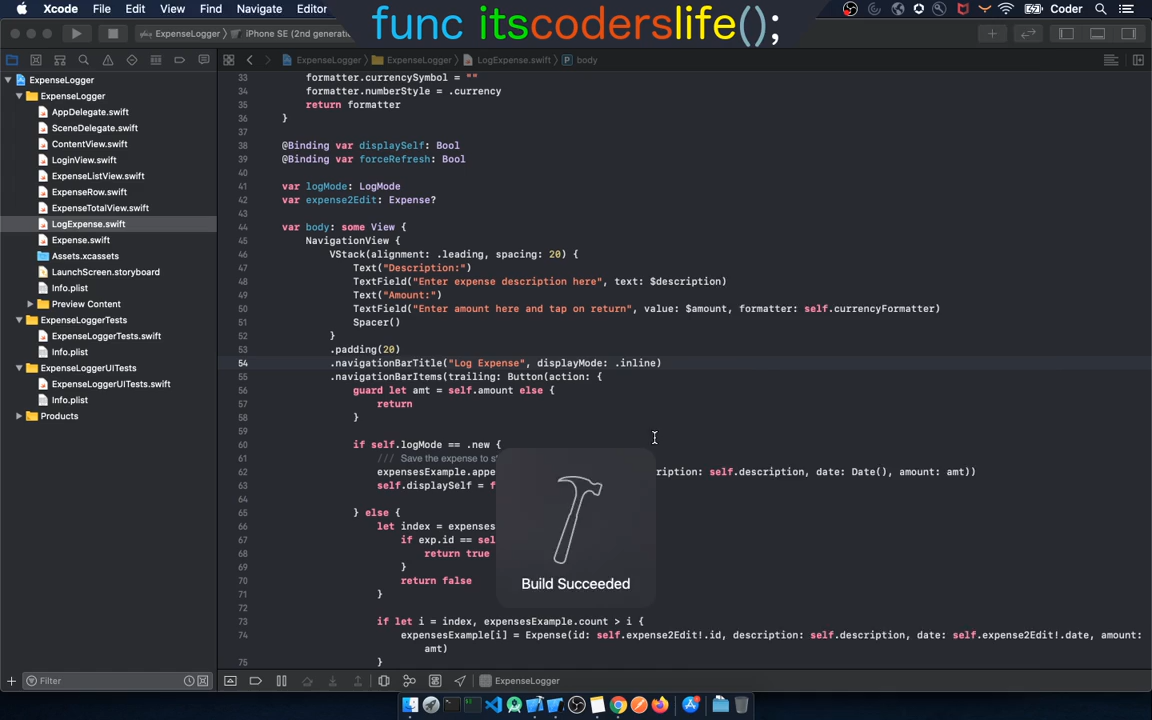 Xcode File Edit View Find Navigate Editor
func itscoderslife();
Coder
ExpenseLogger iPhone SE (2nd generati
ExpenseLogger ExpenseLogger LogExpense.swift body
ExpenseLogger
ExpenseLogger
AppDelegate.swift
SceneDelegate.swift
ContentView.swift
LoginView.swift
ExpenseListView.swift
ExpenseRow.swift
ExpenseTotalView.swift
LogExpense.swift
Expense.swift
Assets.xcassets
LaunchScreen.storyboard
Info.plist
Preview Content
ExpenseLoggerTests
ExpenseLoggerTests.swift
Info.plist
ExpenseLoggerUITests
ExpenseLoggerUITests.swift
Info.plist
Products
Filter
33 formatter.currencySymbol = ""
34 formatter.numberStyle = .currency
35 return formatter
36 }
37
38 @Binding var displaySelf: Bool
39 @Binding var forceRefresh: Bool
40
41 var logMode: LogMode
42 var expense2Edit: Expense?
43
44 var body: some View {
45 NavigationView {
46 VStack(alignment: .leading, spacing: 20) {
47 Text("Description:")
48 TextField("Enter expense description here", text: $description)
49 Text("Amount:")
50 TextField("Enter amount here and tap on return", value: $amount, formatter: self.currencyFormatter)
51 Spacer()
52 }
53 .padding(20)
54 .navigationBarTitle("Log Expense", displayMode: .inline)
55 .navigationBarItems(trailing: Button(action: {
56 guard let amt = self.amount else {
57 return
58 }
59
60 if self.logMode == .new {
61 /// Save the expense to s
62 expensesExample.appe ription: self.description, date: Date(), amount: amt))
63 self.displaySelf = f
64
65 } else {
66 let index = expenses
67 if exp.id == sel
68 return true
69 }
70 return false
71 }
72
73 if let i = index, expensesExample.count > i {
74 expensesExample[i] = Expense(id: self.expense2Edit!.id, description: self.description, date: self.expense2Edit!.date, amount:
amt)
75 }
Build Succeeded
ExpenseLogger